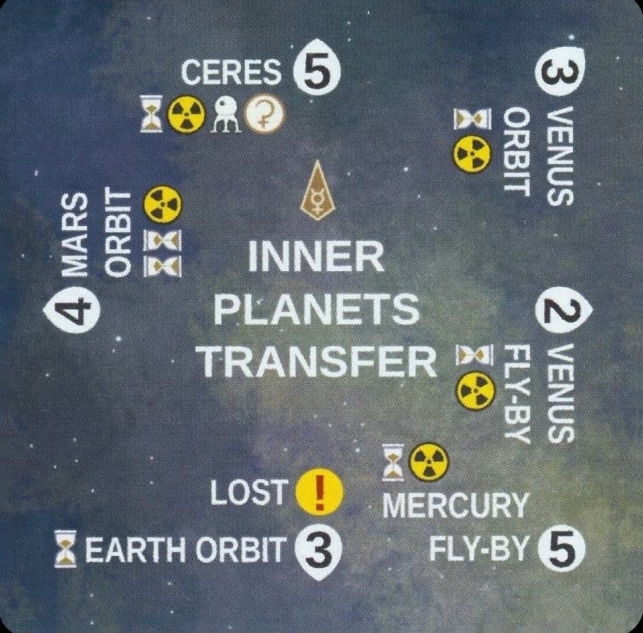 CERES 5
3 VENUS
ORBIT
4 MARS
ORBIT
INNER
PLANETS
TRANSFER
2 VENUS
FLY-BY
LOST !
EARTH ORBIT 3
MERCURY
FLY-BY 5